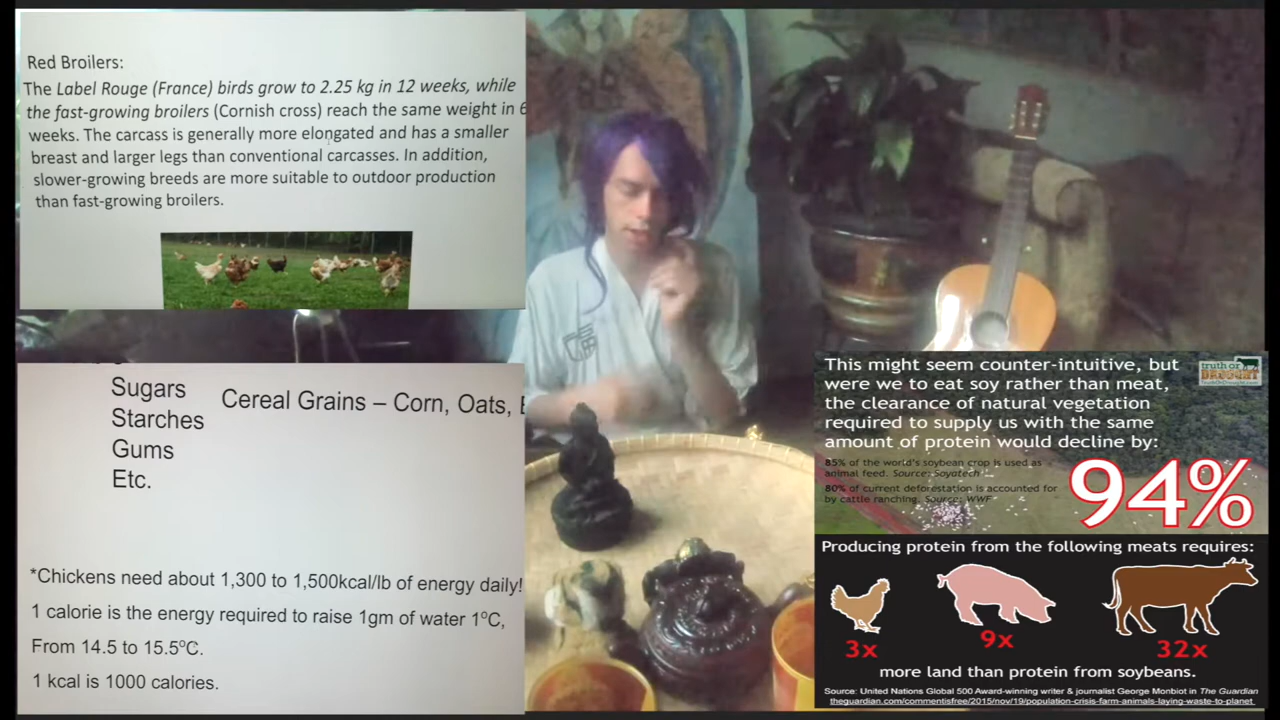 Red Broilers:
The Label Rouge (France) birds grow to 2.25 kg in 12 weeks, while
the fast-growing broilers (Cornish cross) reach the same weight in 6
weeks. The carcass is generally more elongated and has a smaller
breast and larger legs than conventional carcasses. In addition,
slower-growing breeds are more suitable to outdoor production
than fast-growing broilers.
Sugars
Starches
Gums
Etc.
Cereal Grains – Corn, Oats,
*Chickens need about 1,300 to 1,500kcal/lb of energy daily!
1 calorie is the energy required to raise 1gm of water 1°C,
From 14.5 to 15.5°C.
1 kcal is 1000 calories.
This might seem counter-intuitive, but
were we to eat soy rather than meat,
the clearance of natural vegetation
required to supply us with the same
amount of protein would decline by:
85% of the world's soybean crop is used as
animal feed. Source: Soyatech
80% of current deforestation is accounted for
by cattle ranching. Source: WWF
94%
truth or
DROUGHT
TruthOrDrought.com
Producing protein from the following meats requires:
3x
9x
32x
more land than protein from soybeans.
Source: United Nations Global 500 Award-winning writer & journalist George Monbiot in The Guardian
theguardian.com/commentisfree/2015/nov/19/population-crisis-farm-animals-laying-waste-to-planet